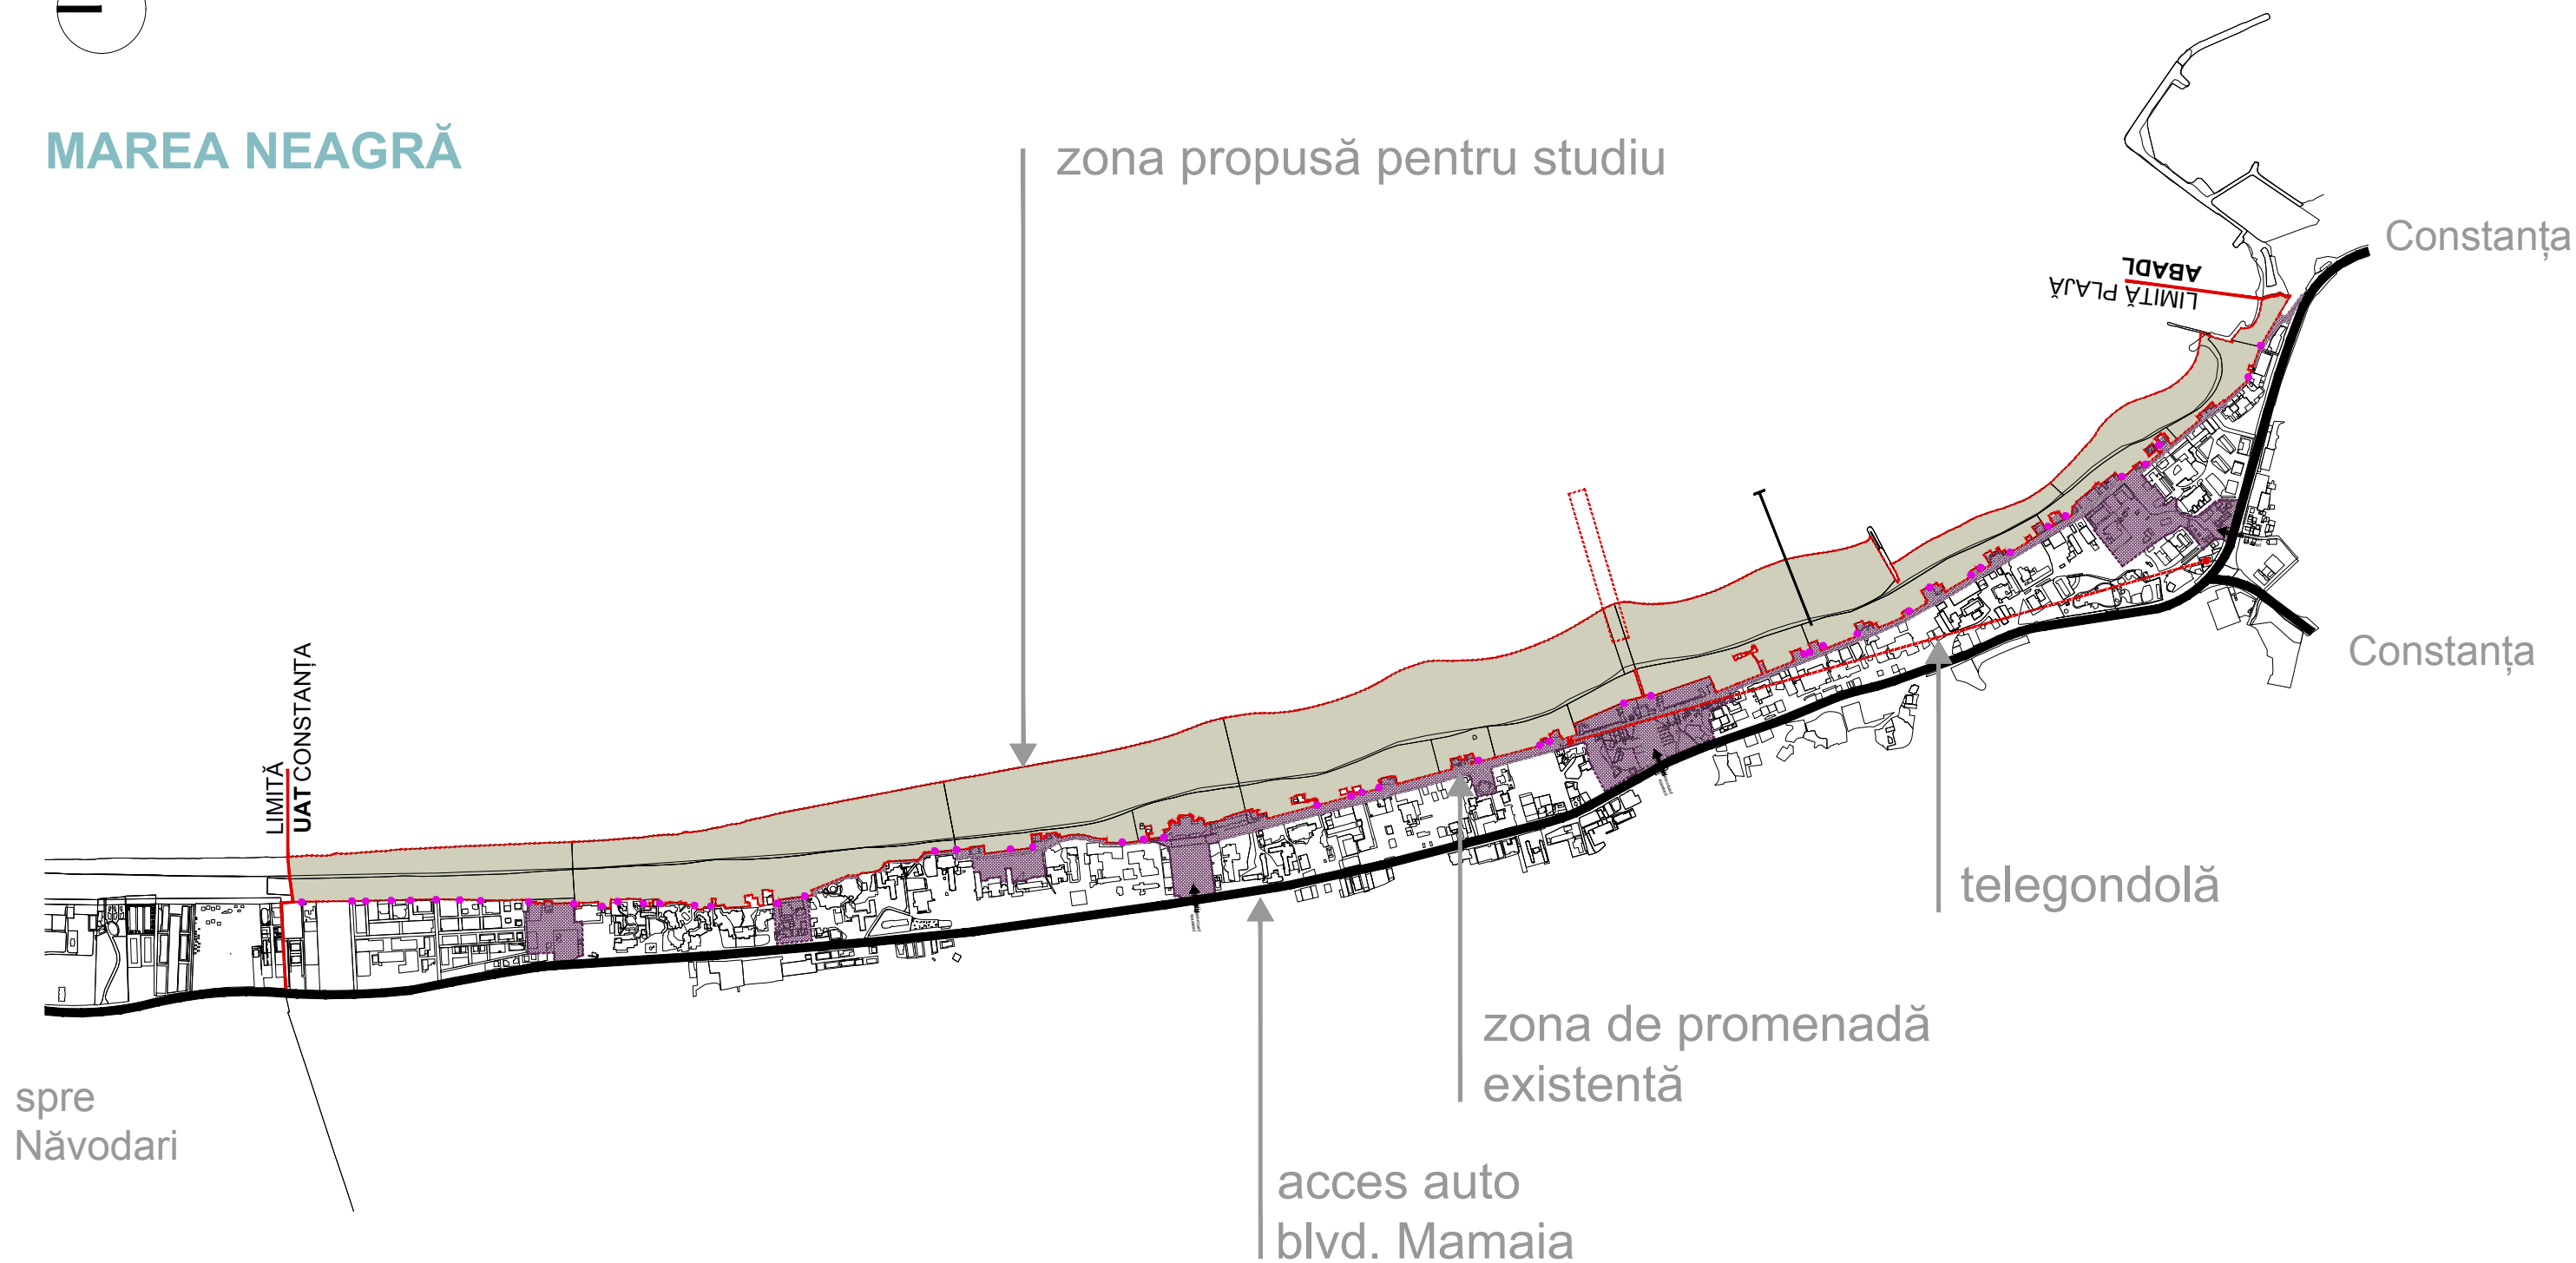 MAREA NEAGRĂ
zona propusă pentru studiu
Constanța
ABADL
LIMITĂ PLAJĂ
Constanța
LIMITĂ
UAT CONSTANȚA
telegondolă
zona de promenadă
existentă
spre
Năvodari
acces auto
blvd. Mamaia